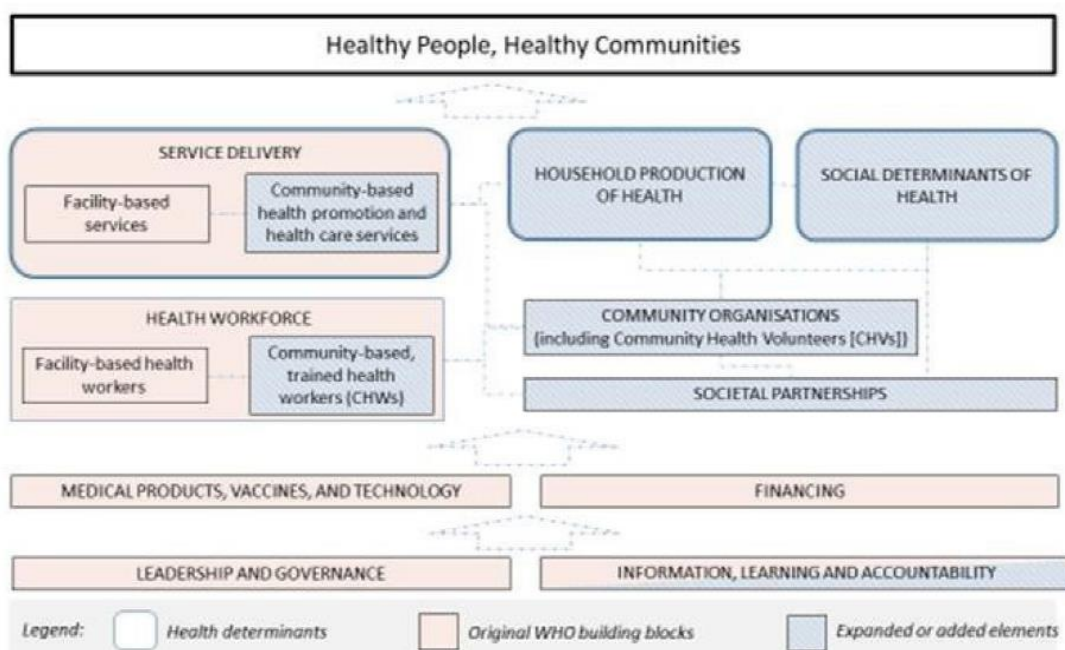 Healthy People, Healthy Communities
SERVICE DELIVERY
Facility-based
services
Community-based
health promotion and
health care services
HOUSEHOLD PRODUCTION
OF HEALTH
SOCIAL DETERMINANTS OF
HEALTH
HEALTH WORKFORCE
Facility-based health
workers
Community-based,
trained health
workers (CHWs)
COMMUNITY ORGANISATIONS
(including Community Health Volunteers [CHVs])
SOCIETAL PARTNERSHIPS
MEDICAL PRODUCTS, VACCINES, AND TECHNOLOGY
FINANCING
LEADERSHIP AND GOVERNANCE
INFORMATION, LEARNING AND ACCOUNTABILITY
Legend:
Health determinants
Original WHO building blocks
Expanded or added elements